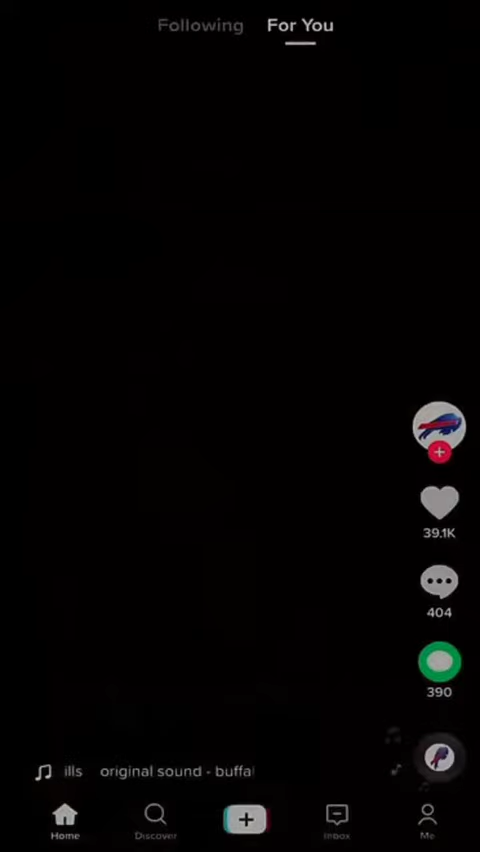 Following For You
39.1K
404
390
ills original sound - buffal
Home Discover Inbox Me